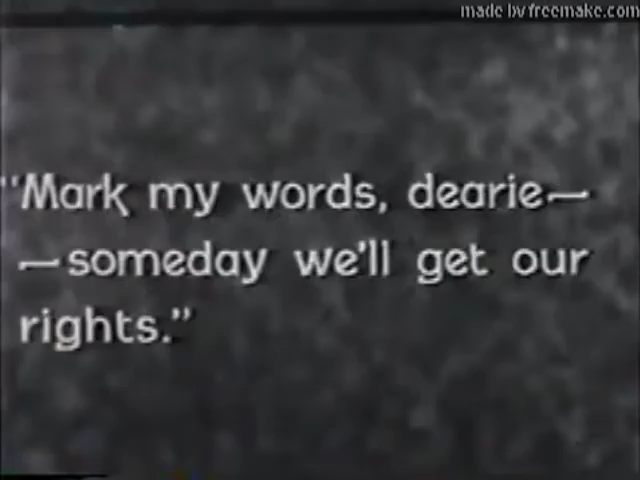 made by freemake.com
"Mark my words, dearie—
—someday we'll get our
rights."